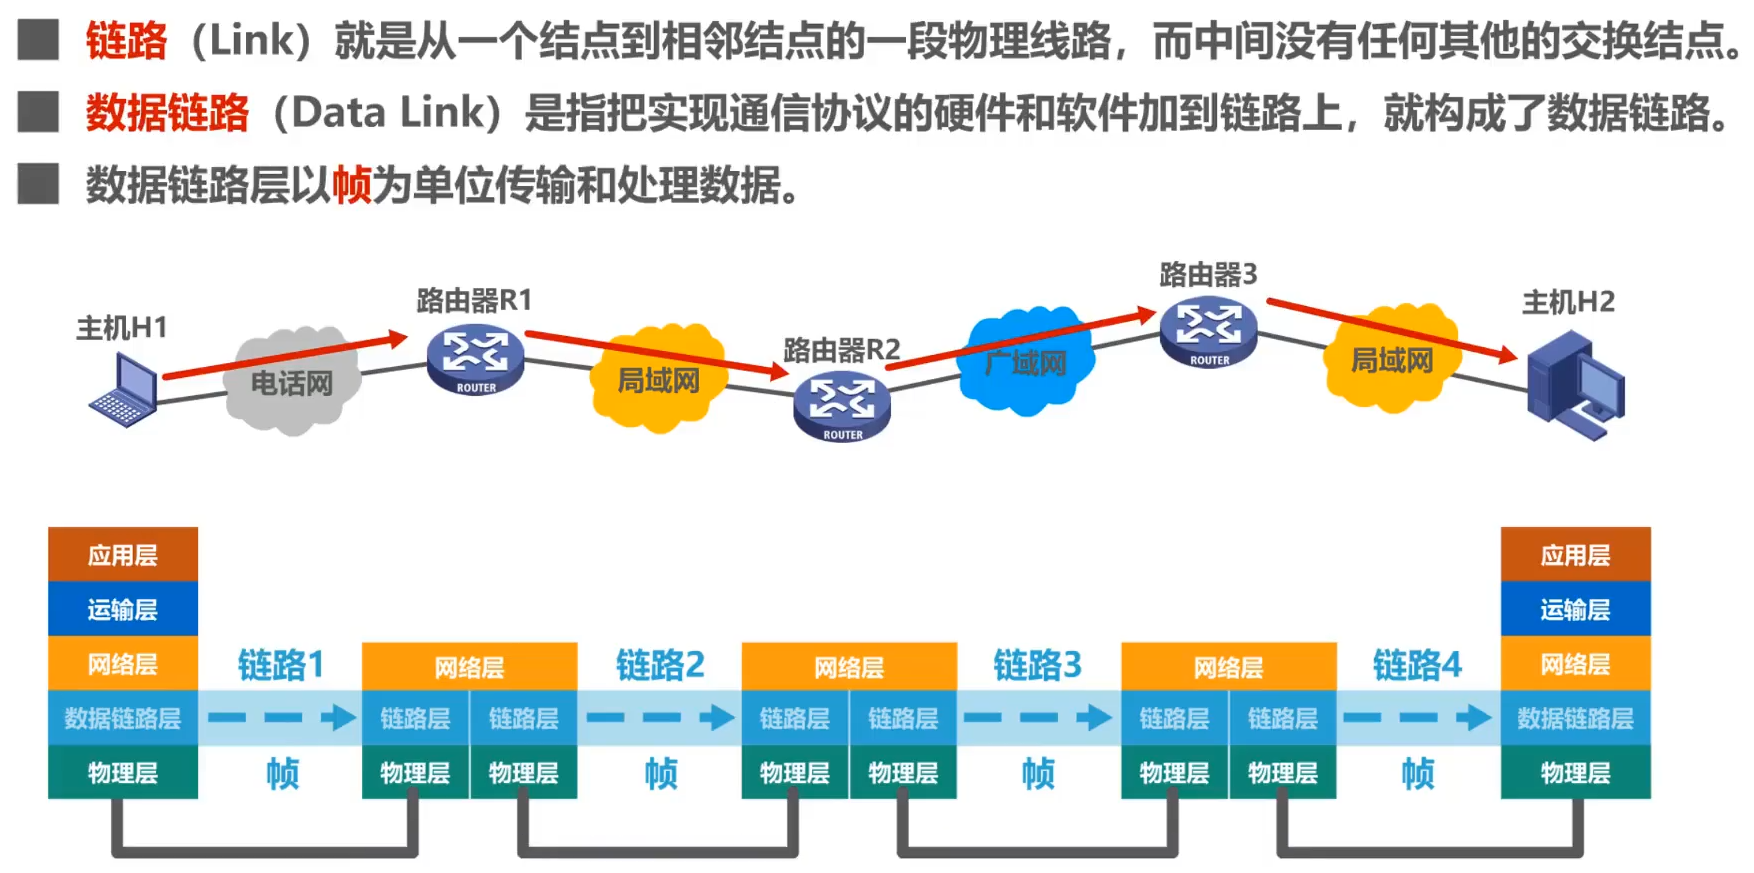 链路（Link）就是从一个结点到相邻结点的一段物理线路，而中间没有任何其他的交换结点。
数据链路（Data Link）是指把实现通信协议的硬件和软件加到链路上，就构成了数据链路。
数据链路层以帧为单位传输和处理数据。
主机H1
电话网
路由器R1
ROUTER
局域网
路由器R2
ROUTER
广域网
路由器3
ROUTER
局域网
主机H2
应用层
运输层
网络层
数据链路层
物理层
链路1
帧
网络层
链路层 链路层
物理层 物理层
链路2
帧
网络层
链路层 链路层
物理层 物理层
链路3
帧
网络层
链路层 链路层
物理层 物理层
链路4
帧
应用层
运输层
网络层
数据链路层
物理层